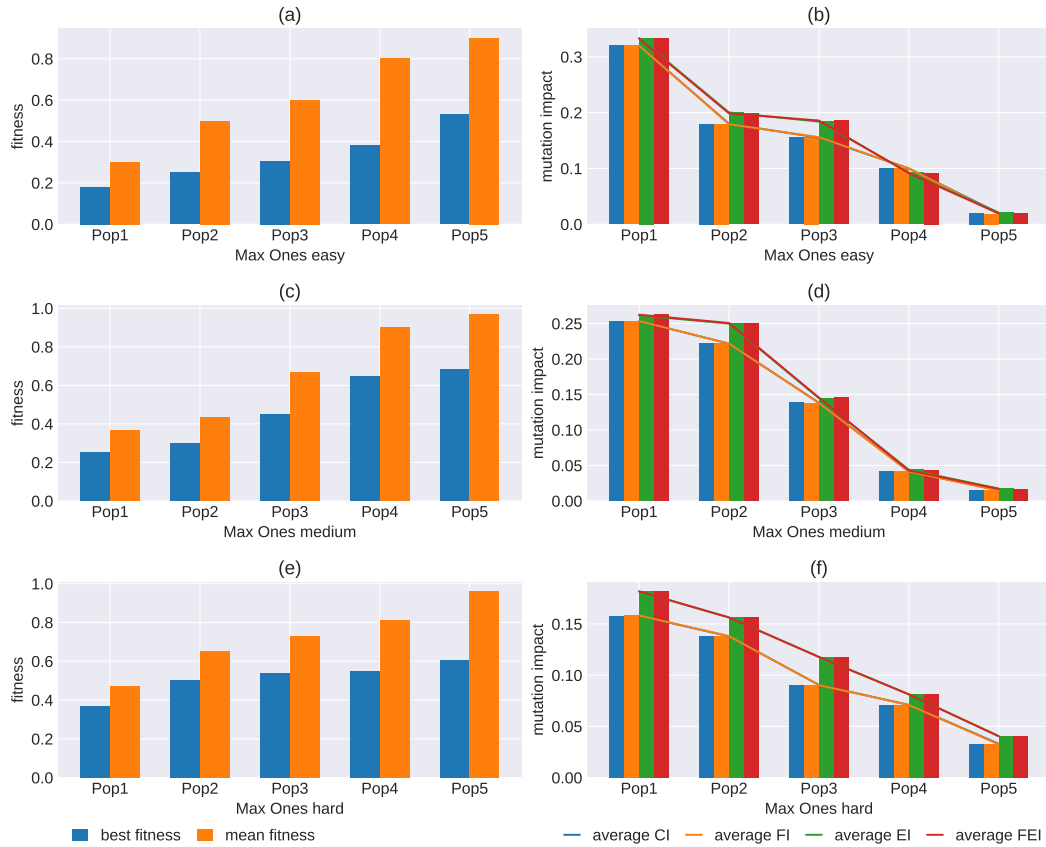 (a)
fitness
0.8
0.6
0.4
0.2
0.0
Pop1 Pop2 Pop3 Pop4 Pop5
Max Ones easy
(b)
mutation impact
0.3
0.2
0.1
0.0
Pop1 Pop2 Pop3 Pop4 Pop5
Max Ones easy
(c)
fitness
1.0
0.8
0.6
0.4
0.2
0.0
Pop1 Pop2 Pop3 Pop4 Pop5
Max Ones medium
(d)
mutation impact
0.25
0.20
0.15
0.10
0.05
0.00
Pop1 Pop2 Pop3 Pop4 Pop5
Max Ones medium
(e)
fitness
1.0
0.8
0.6
0.4
0.2
0.0
Pop1 Pop2 Pop3 Pop4 Pop5
Max Ones hard
(f)
mutation impact
0.15
0.10
0.05
0.00
Pop1 Pop2 Pop3 Pop4 Pop5
Max Ones hard
best fitness mean fitness
average CI average FI average EI average FEI